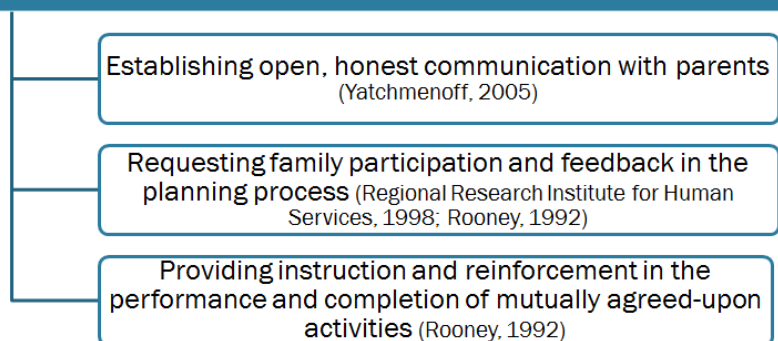 Establishing open, honest communication with parents
(Yatchmenoff, 2005)
Requesting family participation and feedback in the
planning process (Regional Research Institute for Human
Services, 1998; Rooney, 1992)
Providing instruction and reinforcement in the
performance and completion of mutually agreed-upon
activities (Rooney, 1992)